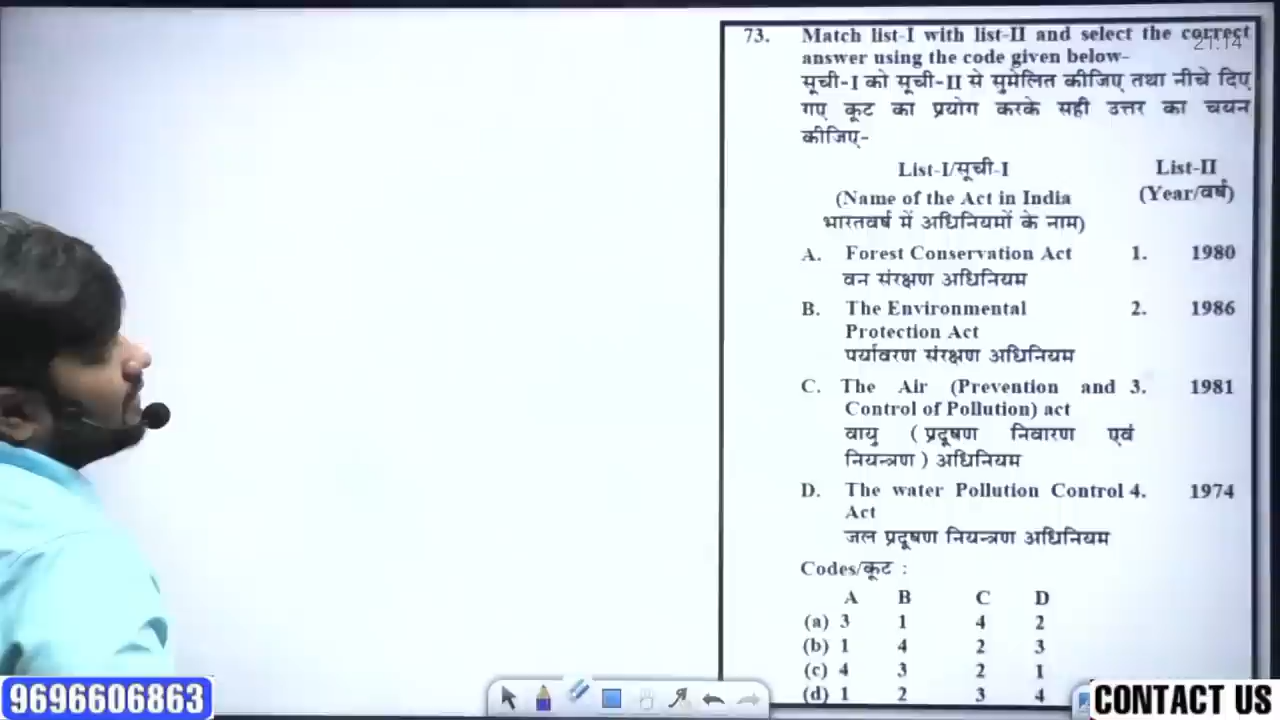 73. Match list-I with list-II and select the correct
answer using the code given below-
21:14
सूची-I को सूची-II से सुमेलित कीजिए तथा नीचे दिए
गए कूट का प्रयोग करके सही उत्तर का चयन
कीजिए-
List-I/सूची-I List-II
(Name of the Act in India (Year/वर्ष)
भारतवर्ष में अधिनियमों के नाम)
A. Forest Conservation Act 1. 1980
वन संरक्षण अधिनियम
B. The Environmental 2. 1986
Protection Act
पर्यावरण संरक्षण अधिनियम
C. The Air (Prevention and 3. 1981
Control of Pollution) act
वायु (प्रदूषण निवारण एवं
नियन्त्रण) अधिनियम
D. The water Pollution Control 4. 1974
Act
जल प्रदूषण नियन्त्रण अधिनियम
Codes/कूट :
A B C D
(a) 3 1 4 2
(b) 1 4 2 3
(c) 4 3 2 1
(d) 1 2 3 4
9696606863
CONTACT US